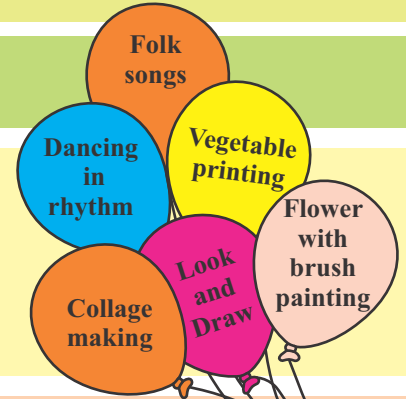 Folk
songs
Dancing
in
rhythm
Vegetable
printing
Flower
with
brush
painting
Look
and
Draw
Collage
making